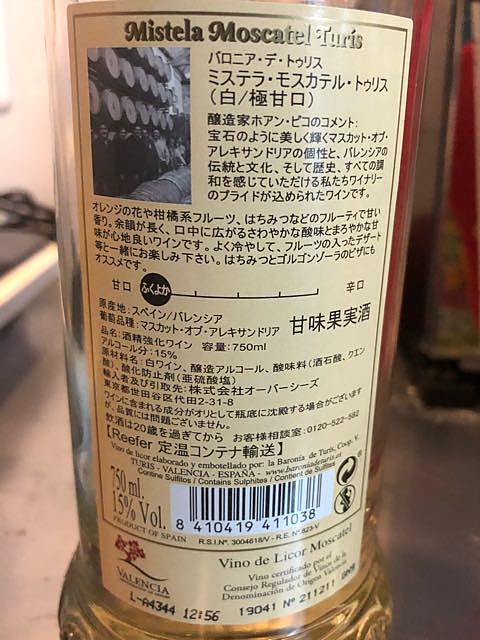 Mistela Moscatel Turís
バロニア・デ・トゥリス
ミステラ・モスカテル・トゥリス
(白/極甘口)
醸造家ホアン・ピコのコメント:
宝石のように美しく輝くマスカット・オブ・
アレキサンドリアの個性と、バレンシアの
伝統と文化、そして歴史、すべての調
和を感じていただける私たちワイナリー
のプライドが込められたワインです。
オレンジの花や柑橘系フルーツ、はちみつなどのフルーティで甘い
香り。余韻が長く、口中に広がるさわやかな酸味とまろやかな甘
味が心地良いワインです。よく冷やして、フルーツの入ったデザート
等と一緒にお楽しみ下さい。はちみつとゴルゴンゾーラのピザにも
オススメです。
甘口 ふくよか 辛口
原産地:スペイン/バレンシア
葡萄品種:マスカット・オブ・アレキサンドリア 甘味果実酒
品名:酒精強化ワイン 容量:750ml
アルコール分:15%
原材料名:白ワイン、醸造アルコール、酸味料(酒石酸、クエン
酸)、酸化防止剤(亜硫酸塩)
輸入者及び引取先:株式会社オーバーシーズ
東京都世田谷区代田2-31-8
ワインに含まれる成分がオリとして瓶底に沈殿する場合がございます
が、品質には問題ございません。
飲酒は20歳を過ぎてから お客様相談室:0120-522-582
【Reefer 定温コンテナ輸送】
Vino de licor elaborado y embotellado por: la Baronía de Turís, Coop. V.
TURIS - VALENCIA - ESPAÑA - www.baroniadeturis.es
Contine Sulfitos / Contains Sulphites / Contient de Sulfites
750 ml.
15% Vol.
PRODUCT OF SPAIN
8 410419 411038
R.S.I.Nº. 3004618/V - R.E. Nº 823-V
Vino de Licor Moscatel
VALENCIA
Vino certificado por el
Consejo Regulador de Vinos de la
Denominación de Origen Valencia
L-A4344 12:56
19041 Nº 211211